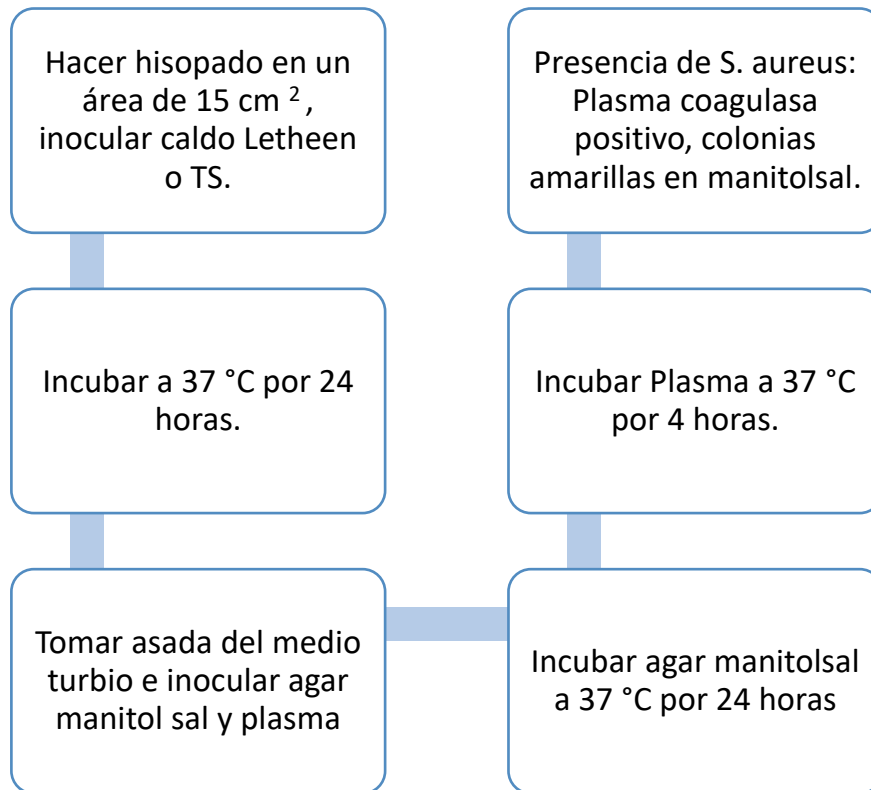 Hacer hisopado en un
área de 15 cm ² ,
inocular caldo Letheen
o TS.
Incubar a 37 °C por 24
horas.
Tomar asada del medio
turbio e inocular agar
manitol sal y plasma
Incubar agar manitolsal
a 37 °C por 24 horas
Incubar Plasma a 37 °C
por 4 horas.
Presencia de S. aureus:
Plasma coagulasa
positivo, colonias
amarillas en manitolsal.